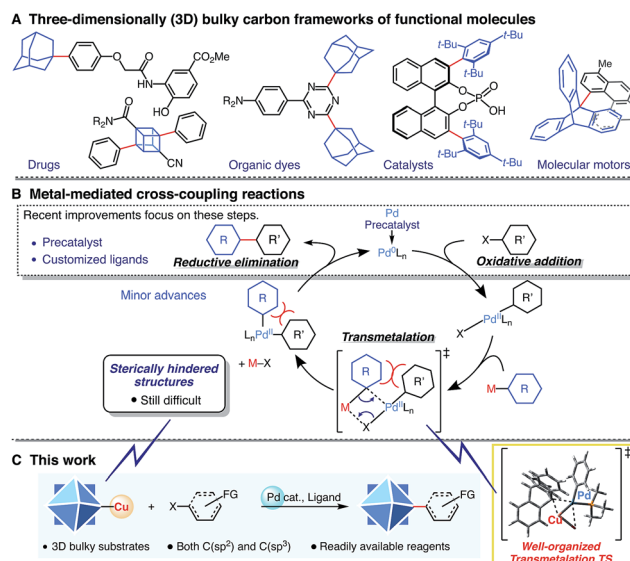 A Three-dimensionally (3D) bulky carbon frameworks of functional molecules
CO₂Me
O
O
N
H
OH
O
R₂N
CN
Drugs
R₂N
N
N
N
Organic dyes
t-Bu
t-Bu
t-Bu
O
O
P
O
OH
t-Bu
t-Bu
t-Bu
Catalysts
Me
Molecular motors
B Metal-mediated cross-coupling reactions
Recent improvements focus on these steps.
• Precatalyst
• Customized ligands
R
R'
Reductive elimination
Pd
Precatalyst
Pd⁰Lₙ
X
R'
Oxidative addition
Minor advances
R
LₙPdᴵᴵ
R'
+ M–X
R'
PdᴵᴵLₙ
X
M
R
Transmetalation
‡
R
R'
M
PdᴵᴵLₙ
X
Sterically hindered
structures
• Still difficult
C This work
Cu
+
X
FG
Pd cat., Ligand
FG
• 3D bulky substrates
• Both C(sp²) and C(sp³)
• Readily available reagents
‡
Pd
Cu
Well-organized
Transmetalation TS